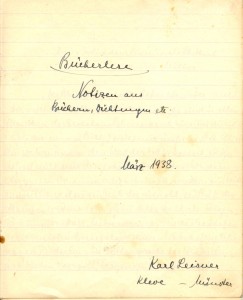 Bücherlese
Notizen aus
Büchern, Dichtungen etc.
März 1938.
Karl Leisner
Kleve – Münster